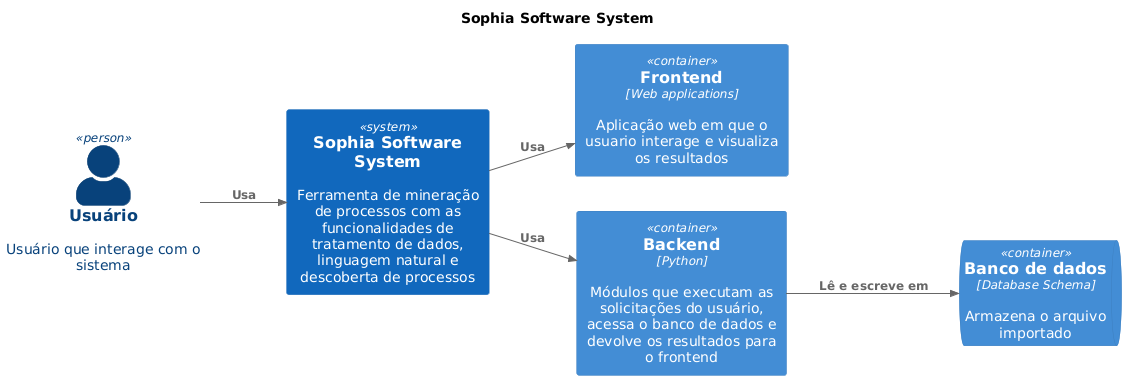 Sophia Software System
«person»
Usuário
Usuário que interage com o
sistema
Usa
«system»
Sophia Software
System
Ferramenta de mineração
de processos com as
funcionalidades de
tratamento de dados,
linguagem natural e
descoberta de processos
Usa
Usa
«container»
Frontend
[Web applications]
Aplicação web em que o
usuario interage e visualiza
os resultados
«container»
Backend
[Python]
Módulos que executam as
solicitações do usuário,
acessa o banco de dados e
devolve os resultados para
o frontend
Lê e escreve em
«container»
Banco de dados
[Database Schema]
Armazena o arquivo
importado